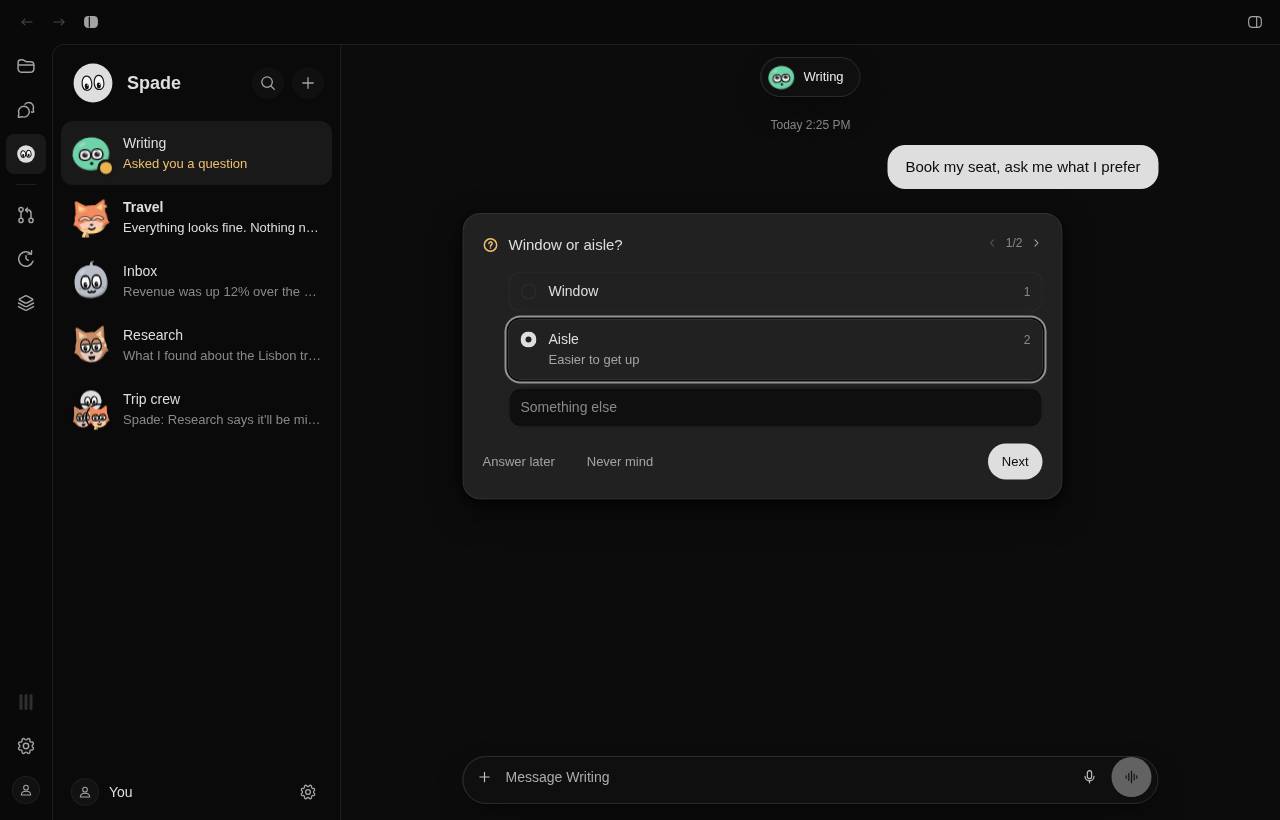 Spade
Writing
Asked you a question
Travel
Everything looks fine. Nothing n…
Inbox
Revenue was up 12% over the …
Research
What I found about the Lisbon tr…
Trip crew
Spade: Research says it'll be mi…
You
Writing
Today 2:25 PM
Book my seat, ask me what I prefer
Window or aisle?
1/2
Window
1
Aisle
2
Easier to get up
Something else
Answer later
Never mind
Next
Message Writing